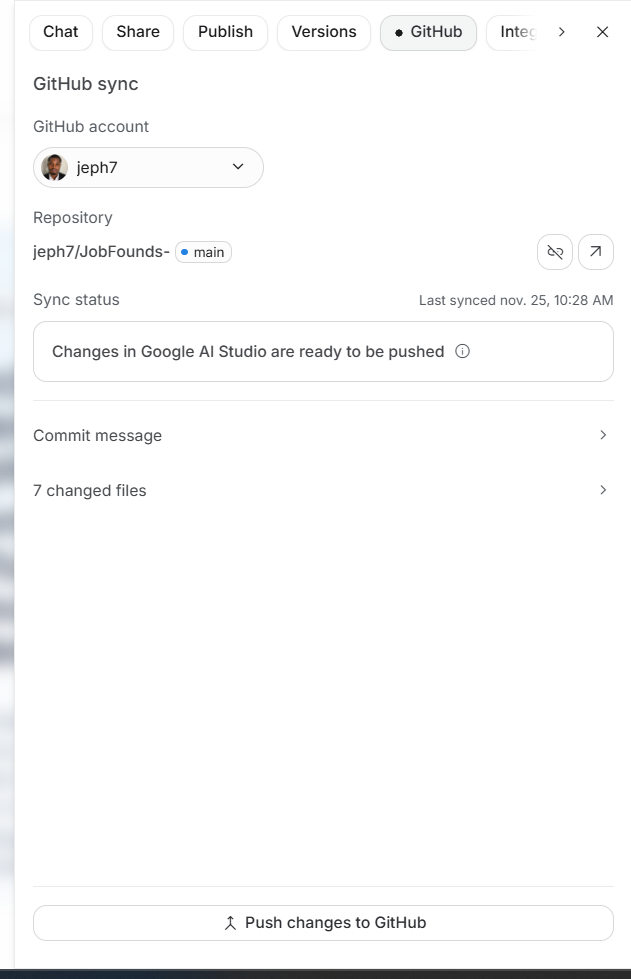 Chat Share Publish Versions GitHub
GitHub sync
GitHub account
jeph7
Repository
jeph7/JobFounds- main
Sync status Last synced nov. 25, 10:28 AM
Changes in Google AI Studio are ready to be pushed
Commit message
7 changed files
Push changes to GitHub